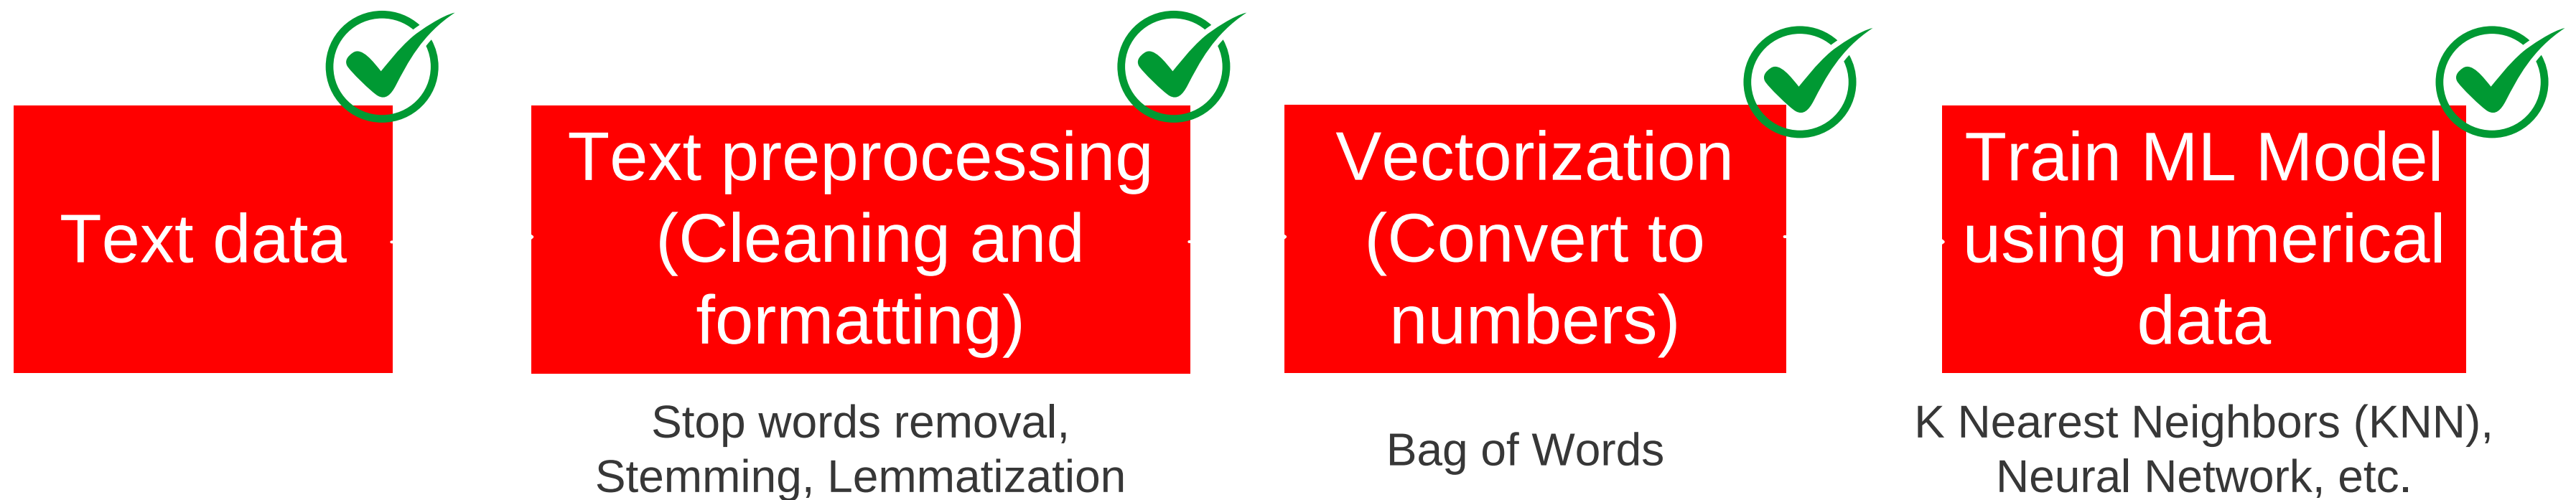 Text data
Text preprocessing
(Cleaning and
formatting)
Stop words removal,
Stemming, Lemmatization
Vectorization
(Convert to
numbers)
Bag of Words
Train ML Model
using numerical
data
K Nearest Neighbors (KNN),
Neural Network, etc.